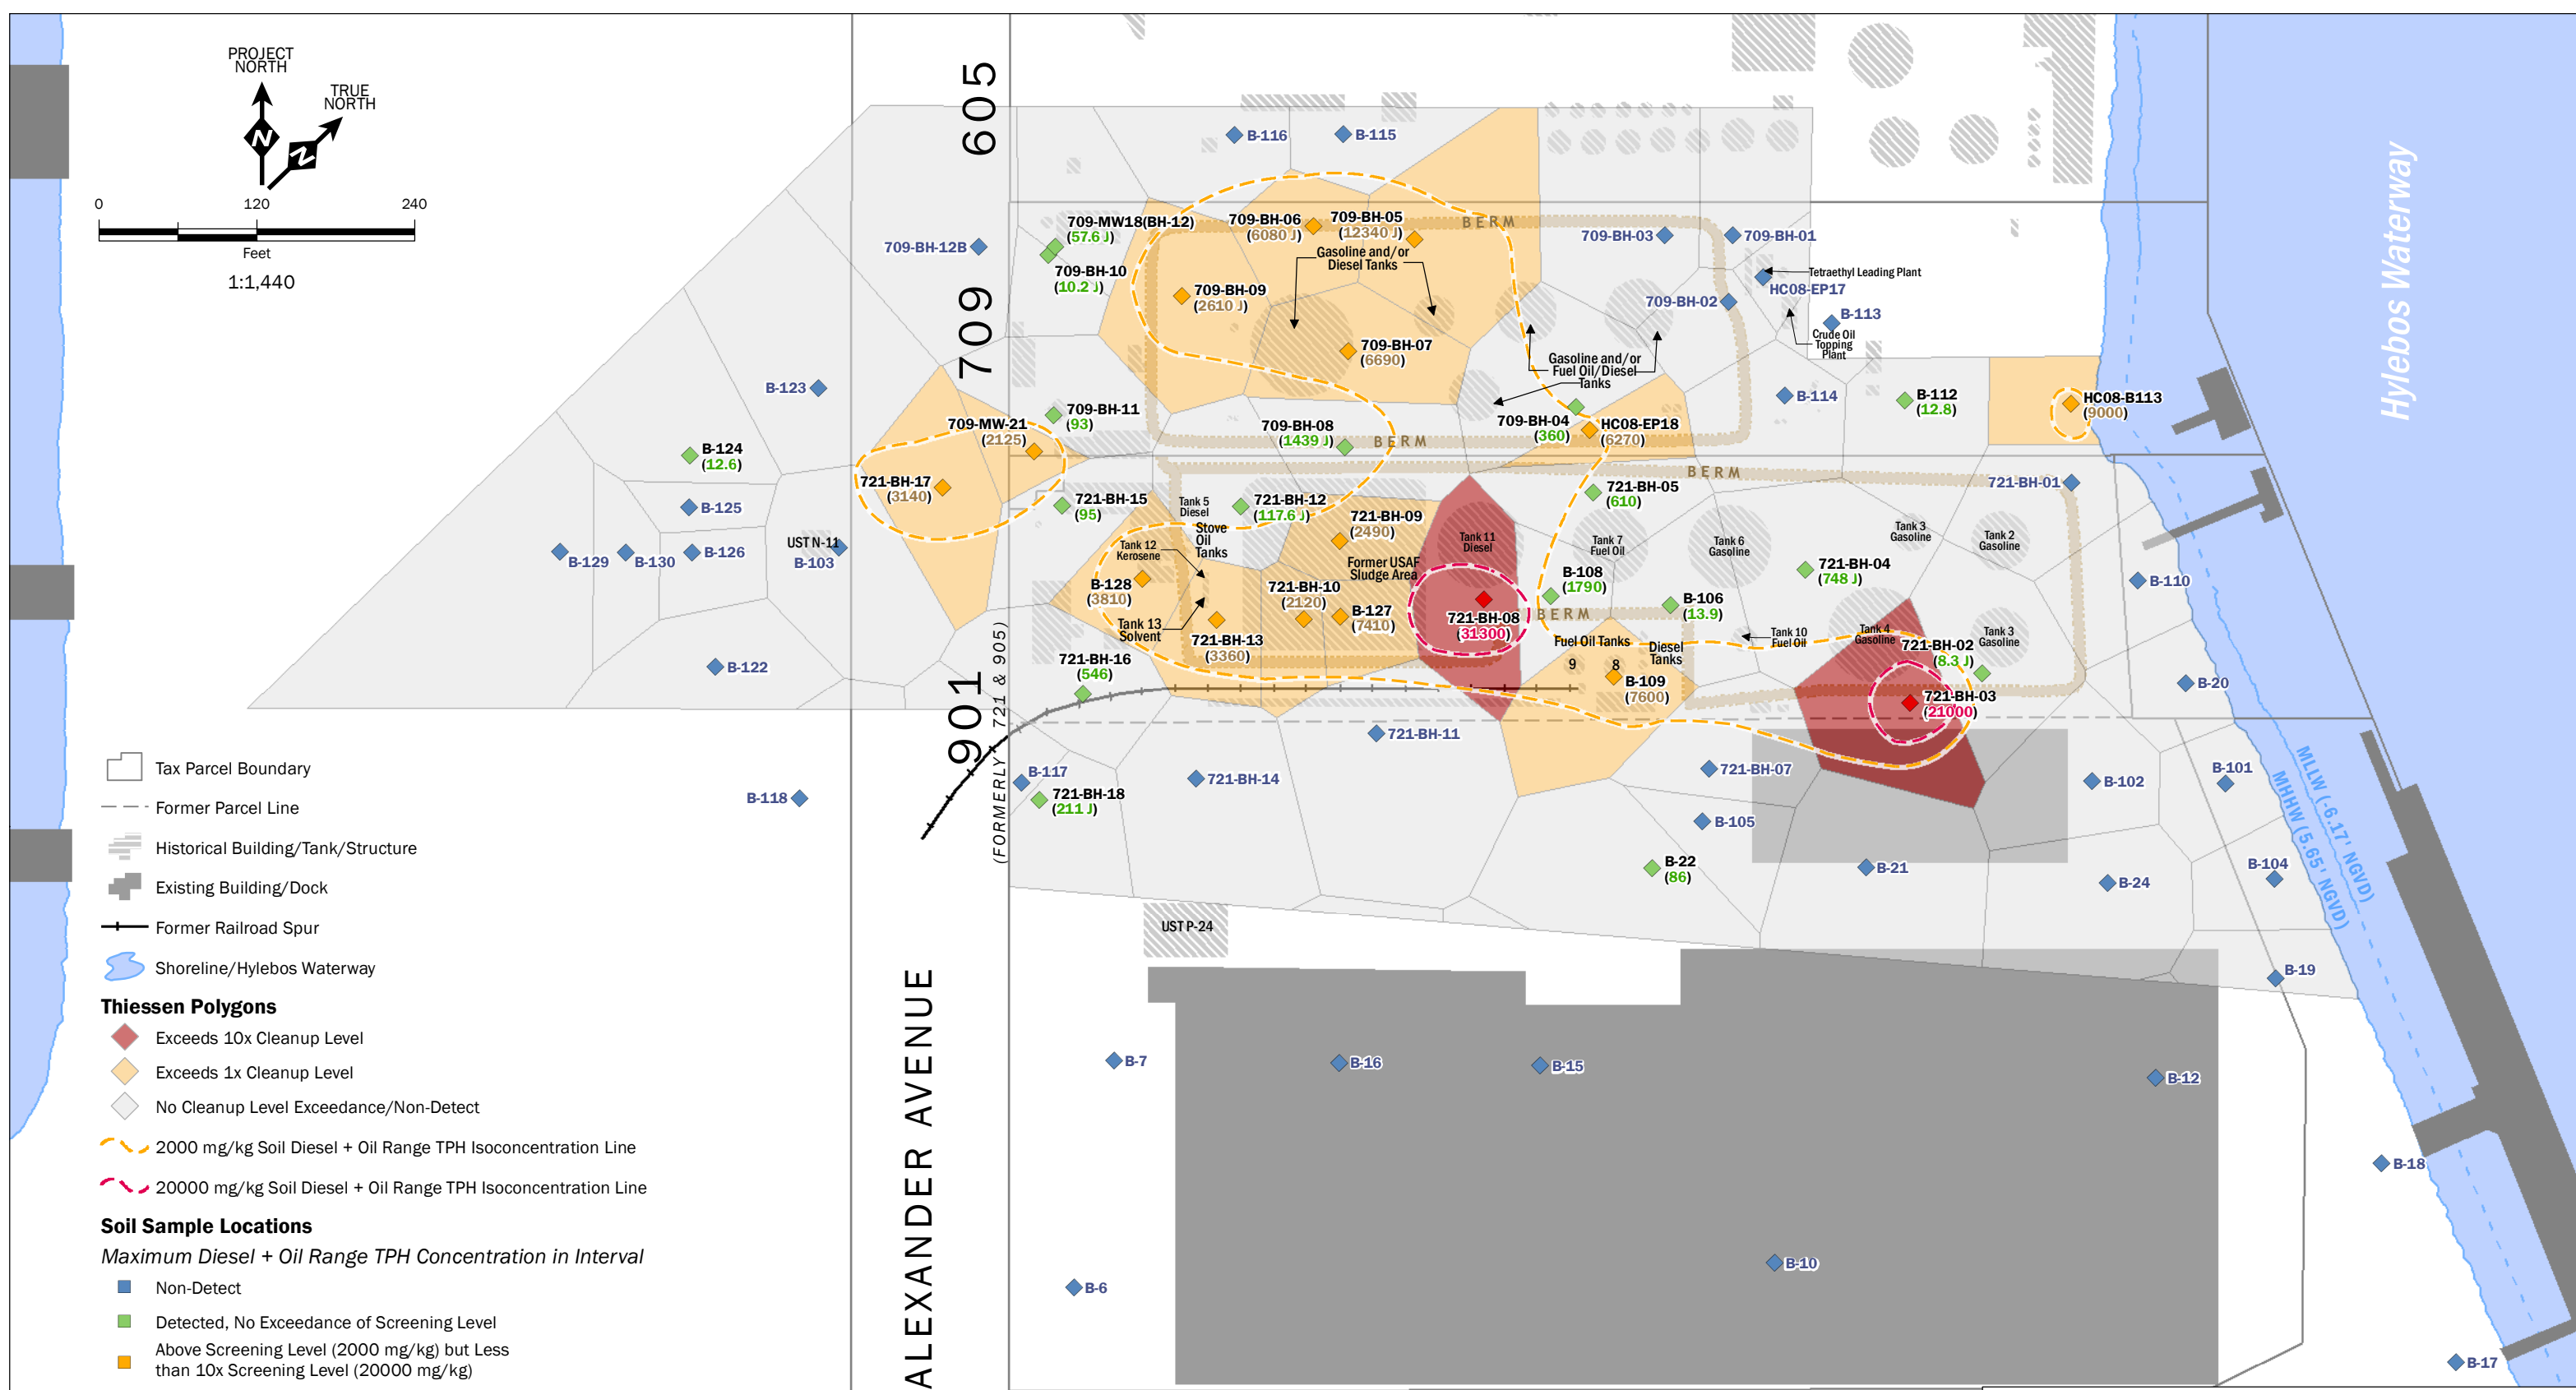 PROJECT
NORTH
TRUE
NORTH
N
N
0 120 240
Feet
1:1,440
605
709
901
(FORMERLY 721 & 905)
ALEXANDER AVENUE
Hylebos Waterway
MLLW (-6.17' NGVD)
MHHW (5.65' NGVD)
B-116
B-115
709-MW18(BH-12)
(57.6 J)
709-BH-12B
709-BH-10
(10.2 J)
709-BH-06
(6080 J)
709-BH-05
(12340 J)
BERM
Gasoline and/or
Diesel Tanks
709-BH-09
(2610 J)
709-BH-07
(6690)
709-BH-03
709-BH-01
Tetraethyl Leading Plant
HC08-EP17
709-BH-02
B-113
Crude Oil
Topping
Plant
Gasoline and/or
Fuel Oil/Diesel
Tanks
B-123
709-BH-11
(93)
709-MW-21
(2125)
709-BH-08
(1439 J)
BERM
709-BH-04
(360)
HC08-EP18
(6270)
B-114
B-112
(12.8)
HC08-B113
(9000)
B-124
(12.6)
721-BH-17
(3140)
BERM
721-BH-01
B-125
721-BH-15
(95)
Tank 5
Diesel
721-BH-12
(117.6 J)
721-BH-05
(610)
721-BH-09
(2490)
Stove
Oil
Tanks
Tank 12
Kerosene
Tank 11
Diesel
Tank 7
Fuel Oil
Tank 6
Gasoline
Tank 3
Gasoline
Tank 2
Gasoline
B-129
B-130
B-126
UST N-11
B-103
Former USAF
Sludge Area
B-128
(3810)
721-BH-10
(2120)
B-127
(7410)
B-108
(1790)
721-BH-04
(748 J)
B-110
B-106
(13.9)
BERM
721-BH-08
(31300)
Tank 13
Solvent
721-BH-13
(3360)
Fuel Oil Tanks
9 8
Diesel
Tanks
Tank 10
Fuel Oil
Tank 4
Gasoline
Tank 3
Gasoline
721-BH-02
(8.3 J)
B-122
721-BH-16
(546)
B-109
(7600)
B-20
721-BH-03
(21000)
721-BH-11
B-117
721-BH-14
721-BH-07
B-102
B-101
B-118
721-BH-18
(211 J)
B-105
B-22
(86)
B-21
B-24
B-104
UST P-24
B-19
B-7
B-16
B-15
B-12
B-18
B-10
B-6
B-17
Tax Parcel Boundary
Former Parcel Line
Historical Building/Tank/Structure
Existing Building/Dock
Former Railroad Spur
Shoreline/Hylebos Waterway
Thiessen Polygons
Exceeds 10x Cleanup Level
Exceeds 1x Cleanup Level
No Cleanup Level Exceedance/Non-Detect
2000 mg/kg Soil Diesel + Oil Range TPH Isoconcentration Line
20000 mg/kg Soil Diesel + Oil Range TPH Isoconcentration Line
Soil Sample Locations
Maximum Diesel + Oil Range TPH Concentration in Interval
Non-Detect
Detected, No Exceedance of Screening Level
Above Screening Level (2000 mg/kg) but Less
than 10x Screening Level (20000 mg/kg)